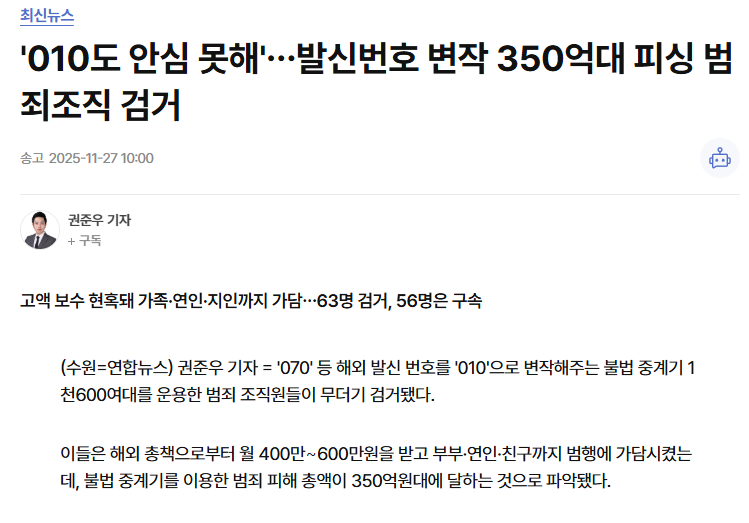 최신뉴스
'010도 안심 못해'…발신번호 변작 350억대 피싱 범
죄조직 검거
송고 2025-11-27 10:00
권준우 기자
+ 구독
고액 보수 현혹돼 가족·연인·지인까지 가담…63명 검거, 56명은 구속
(수원=연합뉴스) 권준우 기자 = '070' 등 해외 발신 번호를 '010'으로 변작해주는 불법 중계기 1
천600여대를 운용한 범죄 조직원들이 무더기 검거됐다.
이들은 해외 총책으로부터 월 400만~600만원을 받고 부부·연인·친구까지 범행에 가담시켰는
데, 불법 중계기를 이용한 범죄 피해 총액이 350억원대에 달하는 것으로 파악됐다.